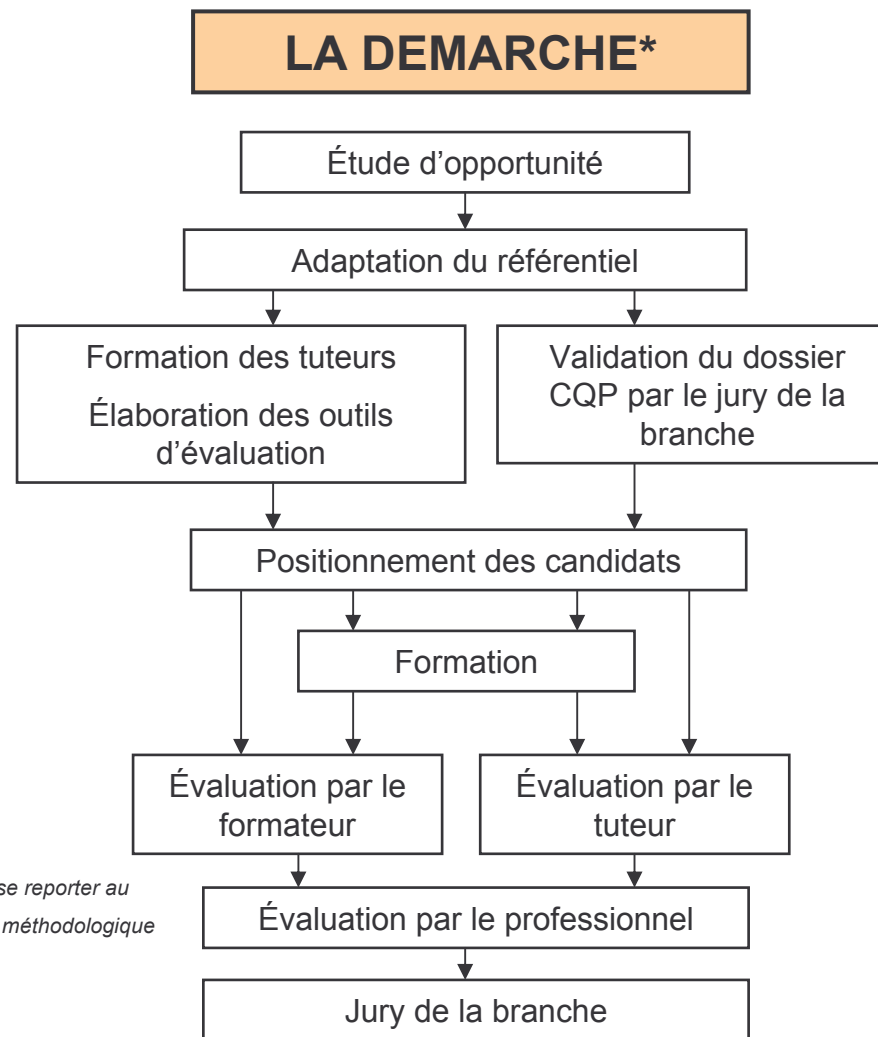 LA DEMARCHE*
Étude d’opportunité
Adaptation du référentiel
Formation des tuteurs
Élaboration des outils
d’évaluation
Validation du dossier
CQP par le jury de la
branche
Positionnement des candidats
Formation
Évaluation par le
formateur
Évaluation par le
tuteur
se reporter au
méthodologique
Évaluation par le professionnel
Jury de la branche